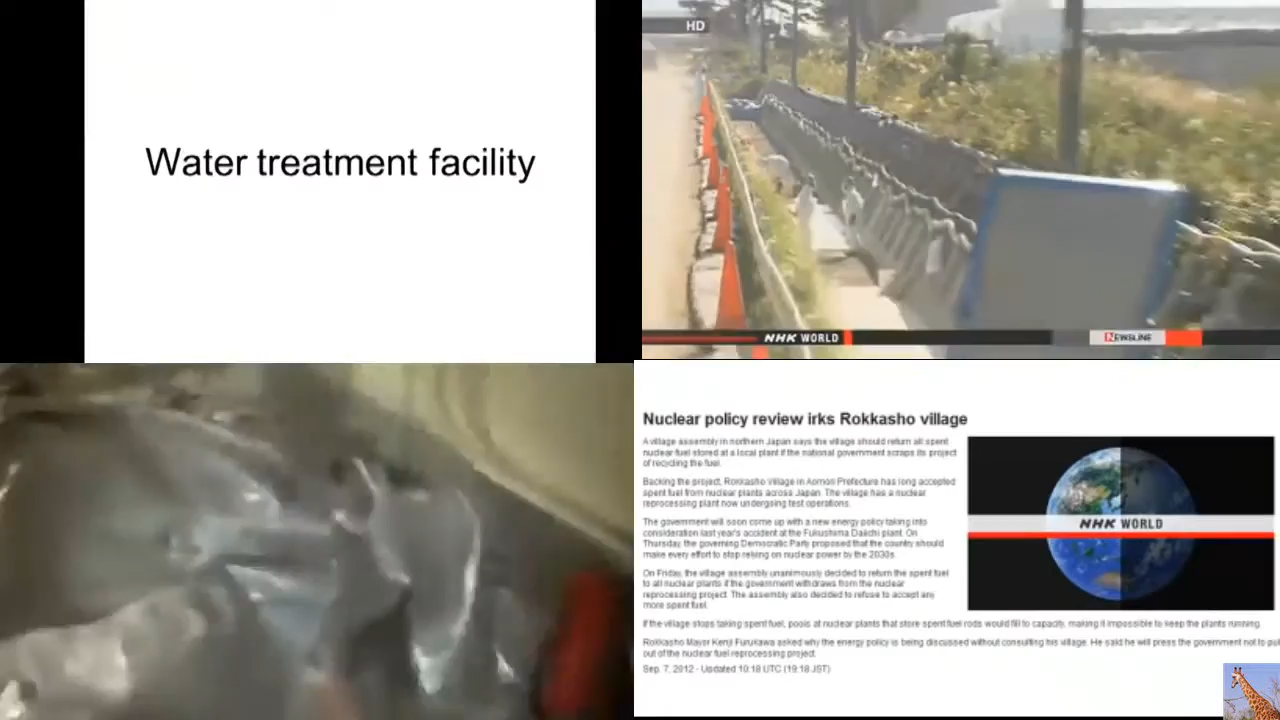 Water treatment facility
HD
NHK WORLD
NEWSLINE
Nuclear policy review irks Rokkasho village
A village assembly in northern Japan says the village should return all spent
nuclear fuel stored at a local plant if the national government scraps its project
of recycling the fuel.
Backing the project, Rokkasho Village in Aomori Prefecture has long accepted
spent fuel from nuclear plants across Japan. The village has a nuclear
reprocessing plant now undergoing test operations.
The government will soon come up with a new energy policy taking into
consideration last year's accident at the Fukushima Daiichi plant. On
Thursday, the governing Democratic Party proposed that the country should
make every effort to stop relying on nuclear power by the 2030s.
On Friday, the village assembly unanimously decided to return the spent fuel
to all nuclear plants if the government withdraws from the nuclear
reprocessing project. The assembly also decided to refuse to accept any
more spent fuel.
NHK WORLD
If the village stops taking spent fuel, pools at nuclear plants that store spent fuel rods would fill to capacity, making it impossible to keep the plants running.
Rokkasho Mayor Kenji Furukawa asked why the energy policy is being discussed without consulting his village. He said he will press the government not to pul
out of the nuclear fuel reprocessing project.
Sep. 7, 2012 - Updated 10:18 UTC (19:18 JST)